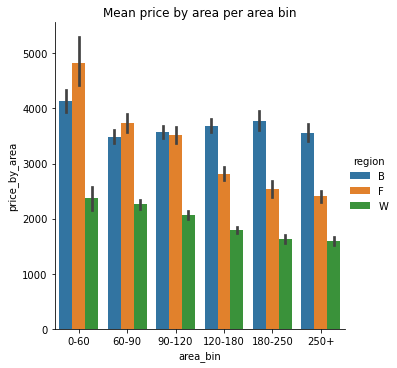 Mean price by area per area bin
price_by_area
5000
4000
3000
2000
1000
0
0-60 60-90 90-120 120-180 180-250 250+
area_bin
region
B
F
W